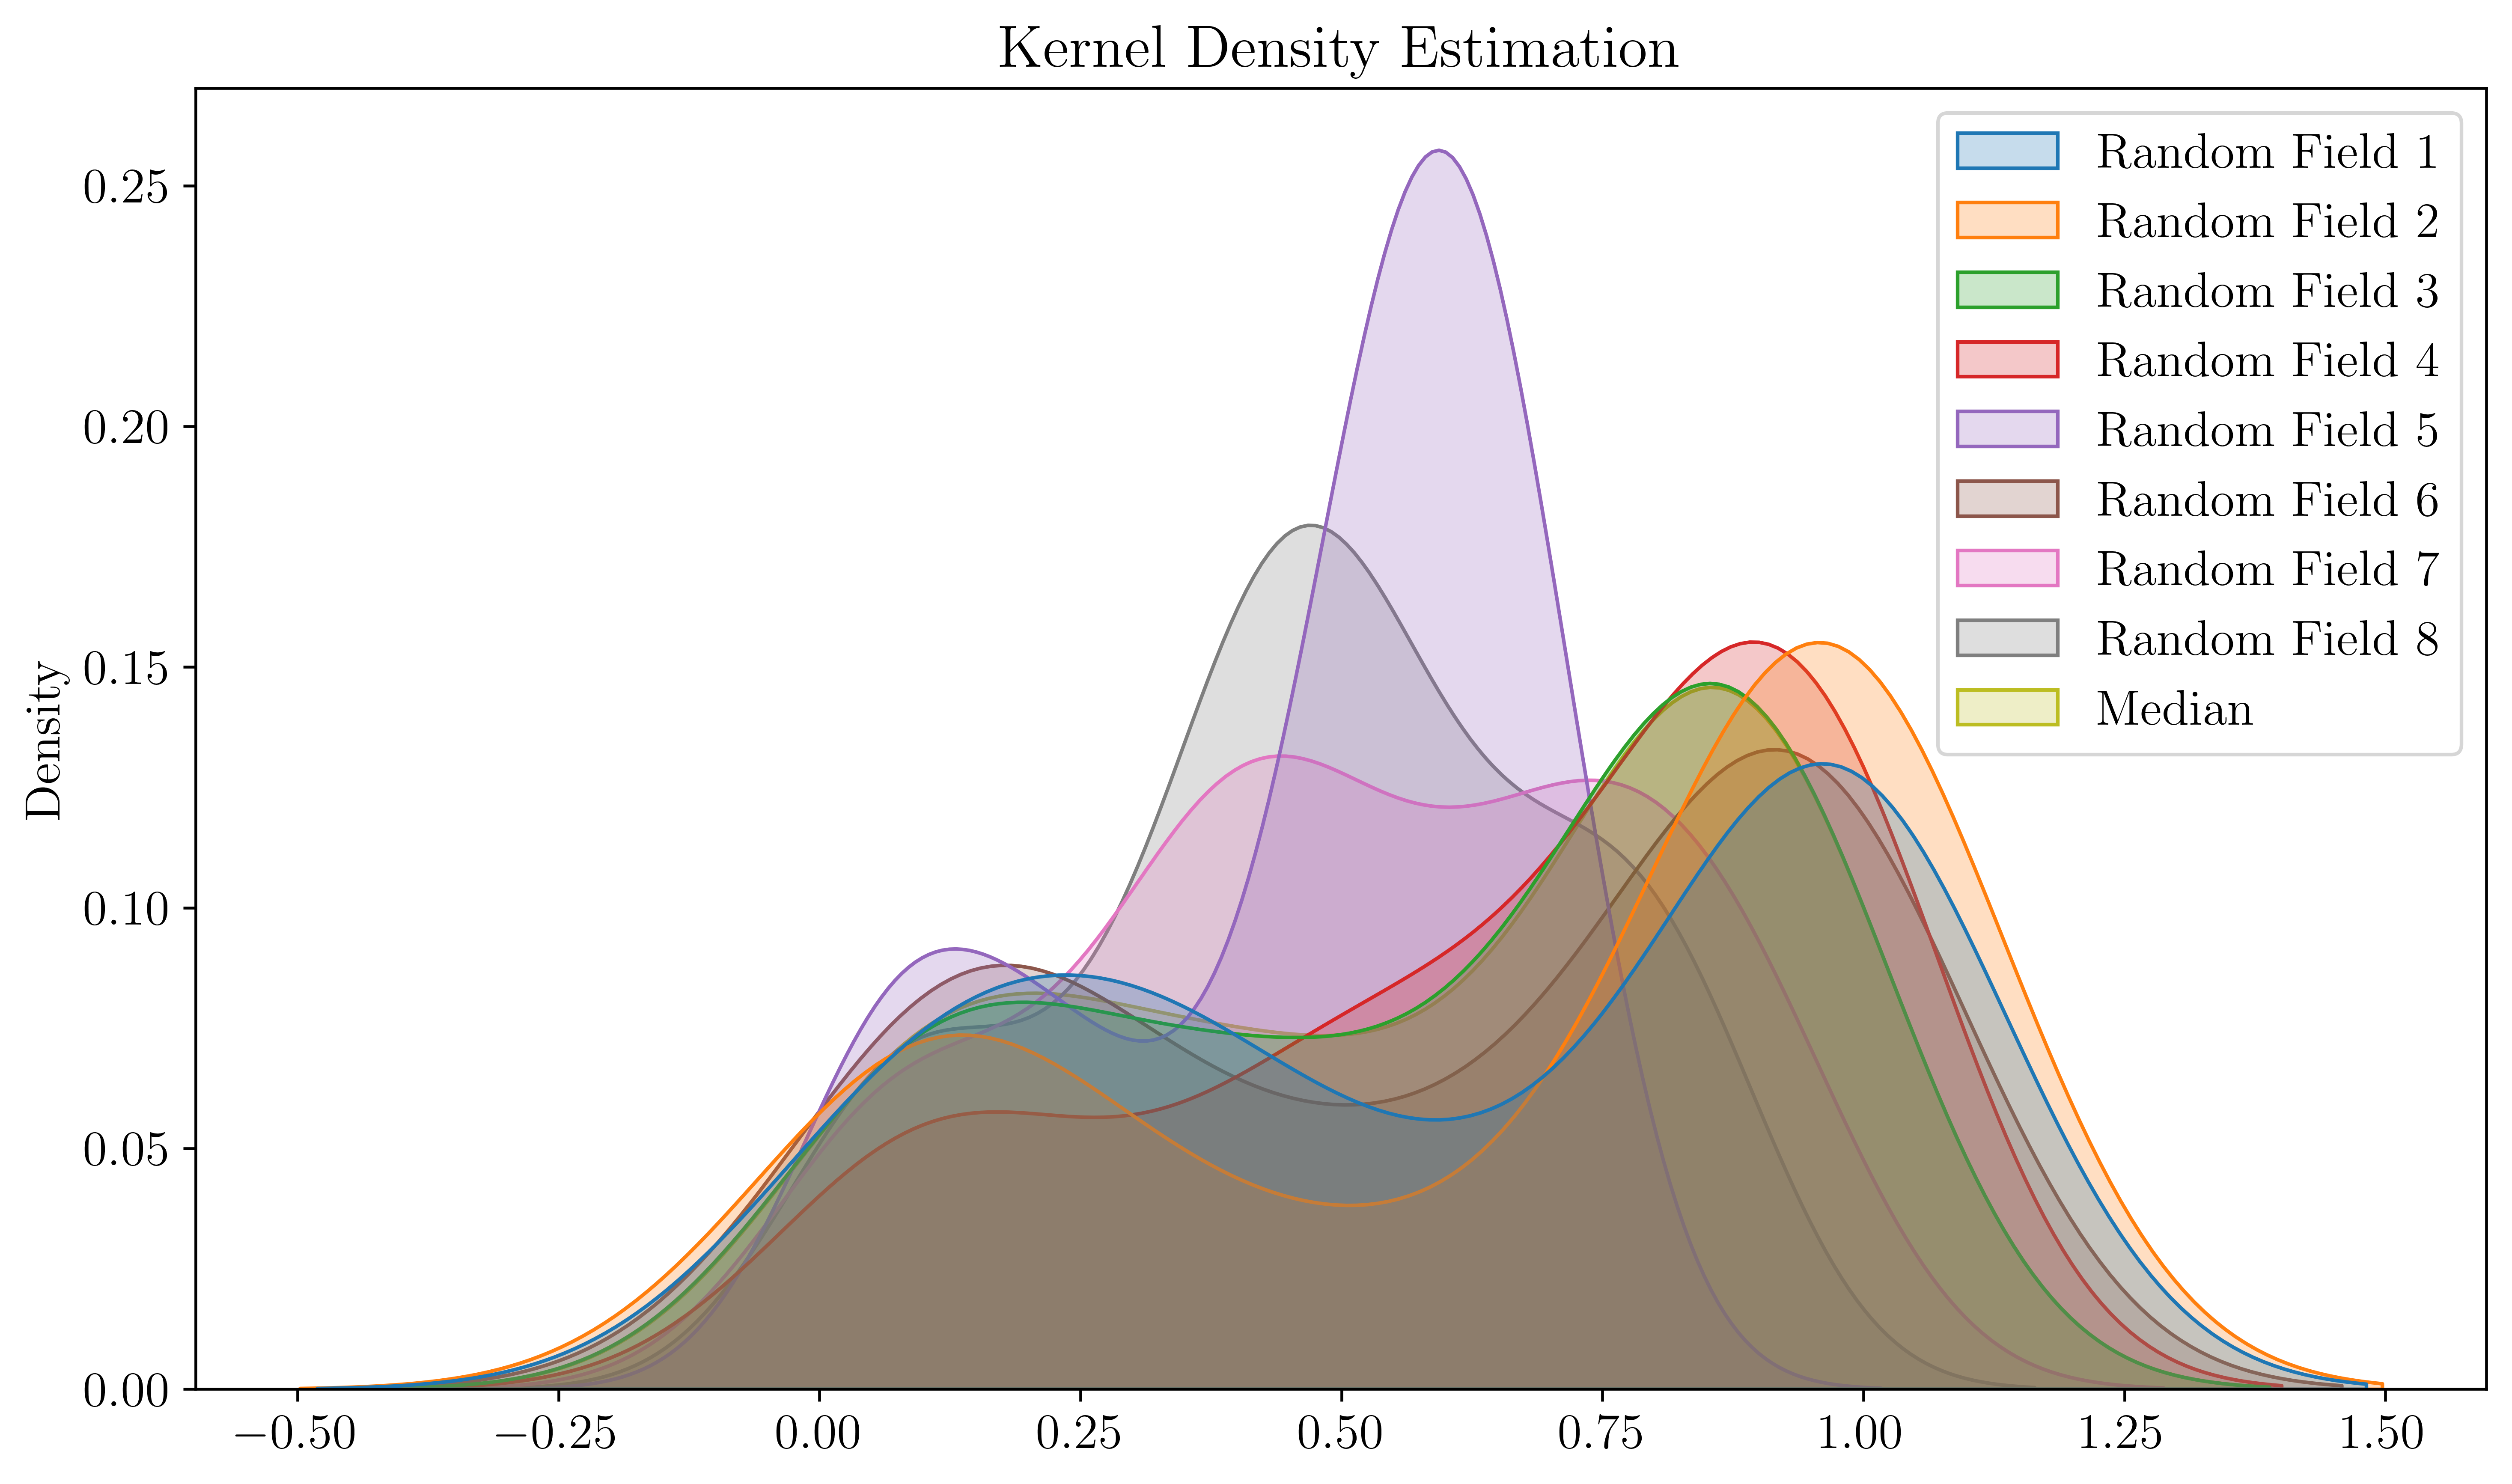 Kernel Density Estimation
Random Field 1
Random Field 2
Random Field 3
Random Field 4
Random Field 5
Random Field 6
Random Field 7
Random Field 8
Median
Density
0.25
0.20
0.15
0.10
0.05
0.00
−0.50 −0.25 0.00 0.25 0.50 0.75 1.00 1.25 1.50